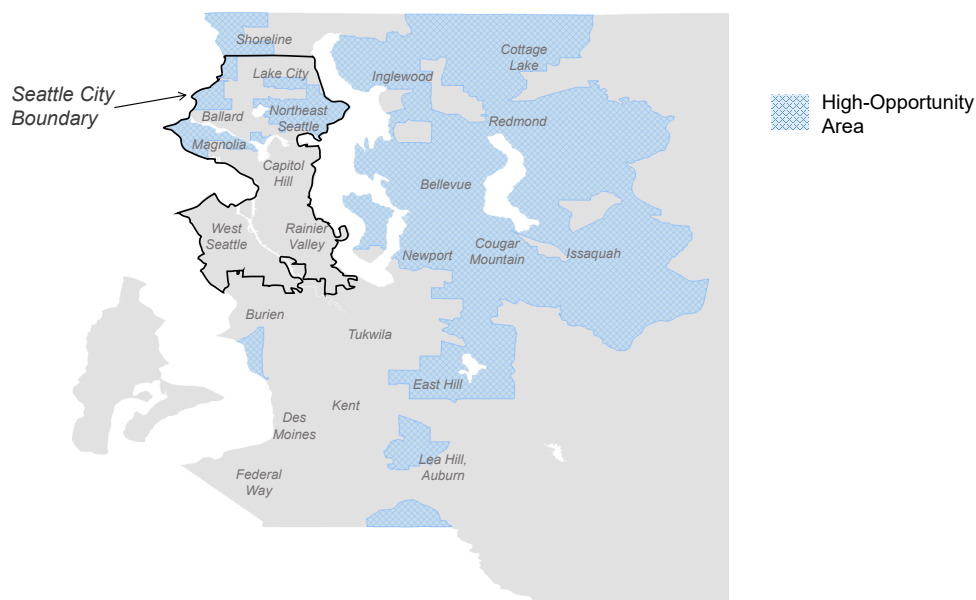 Shoreline
Cottage
Lake
Lake City
Inglewood
Seattle City
Boundary
High-Opportunity
Area
Ballard
Northeast
Seattle
Redmond
Magnolia
Capitol
Hill
Bellevue
West
Seattle
Rainier
Valley
Newport
Cougar
Mountain
Issaquah
Burien
Tukwila
East Hill
Kent
Des
Moines
Lea Hill,
Auburn
Federal
Way